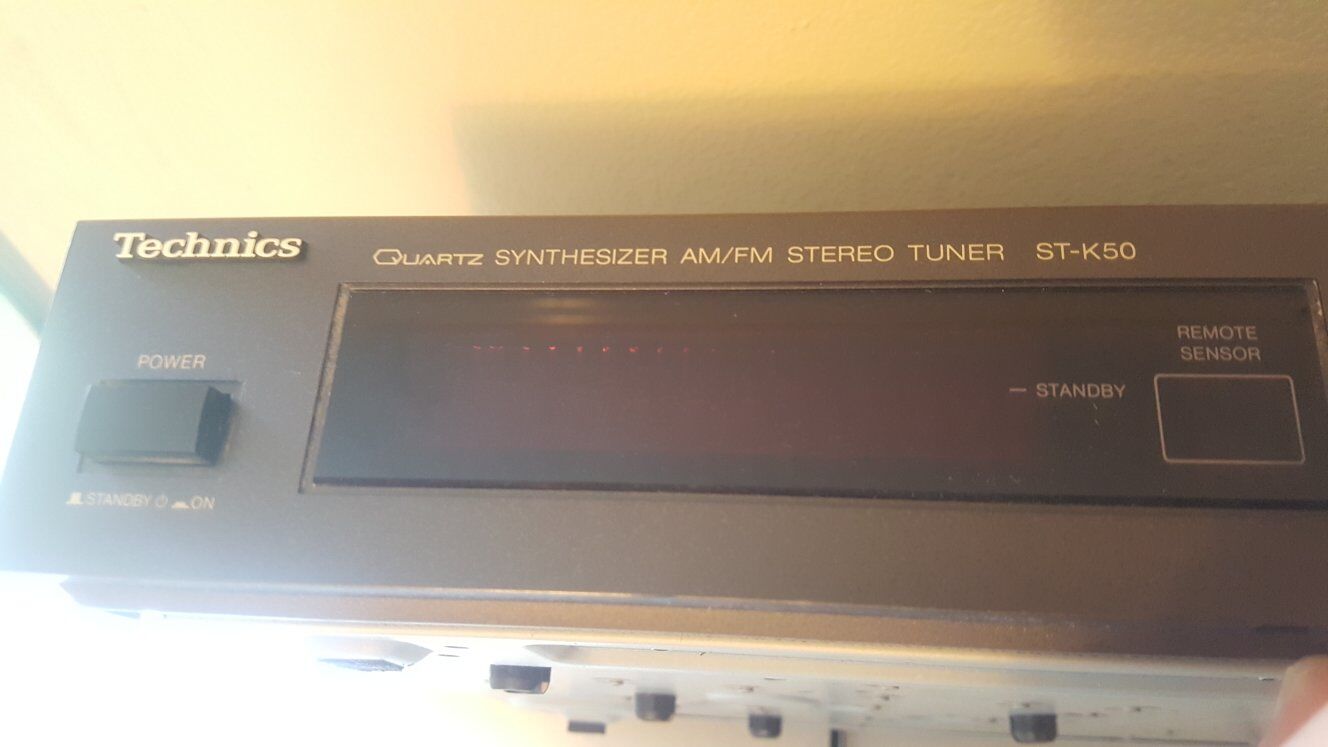 Technics
QUARTZ SYNTHESIZER AM/FM STEREO TUNER ST-K50
POWER
STANDBY ⏻ ON
— STANDBY
REMOTE
SENSOR